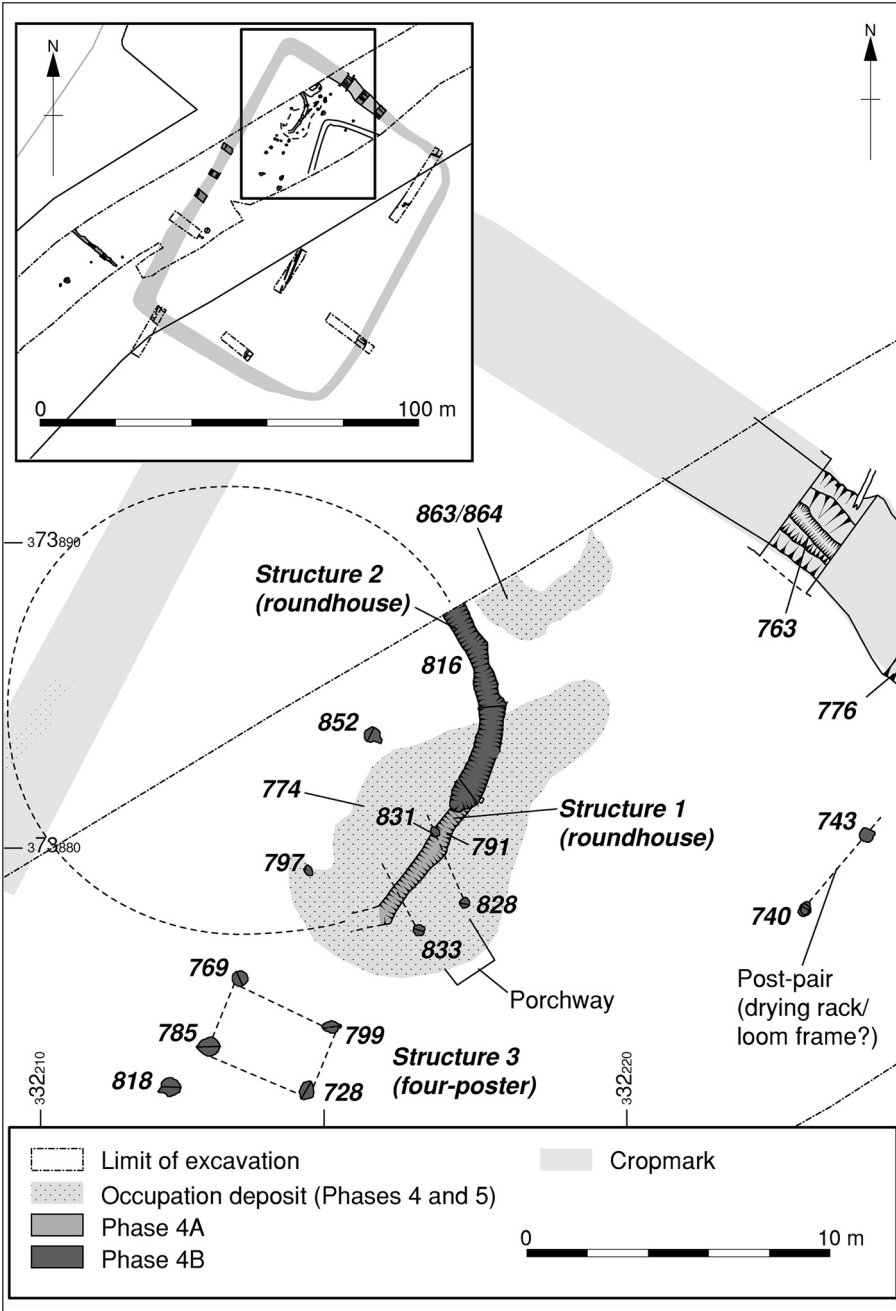 N
N
0
100 m
373890
863/864
Structure 2
(roundhouse)
816
763
776
852
774
831
791
Structure 1
(roundhouse)
743
373880
797
828
740
833
769
Porchway
Post-pair
(drying rack/
loom frame?)
785
799
Structure 3
(four-poster)
818
728
332210
332220
Limit of excavation
Cropmark
Occupation deposit (Phases 4 and 5)
Phase 4A
Phase 4B
0
10 m